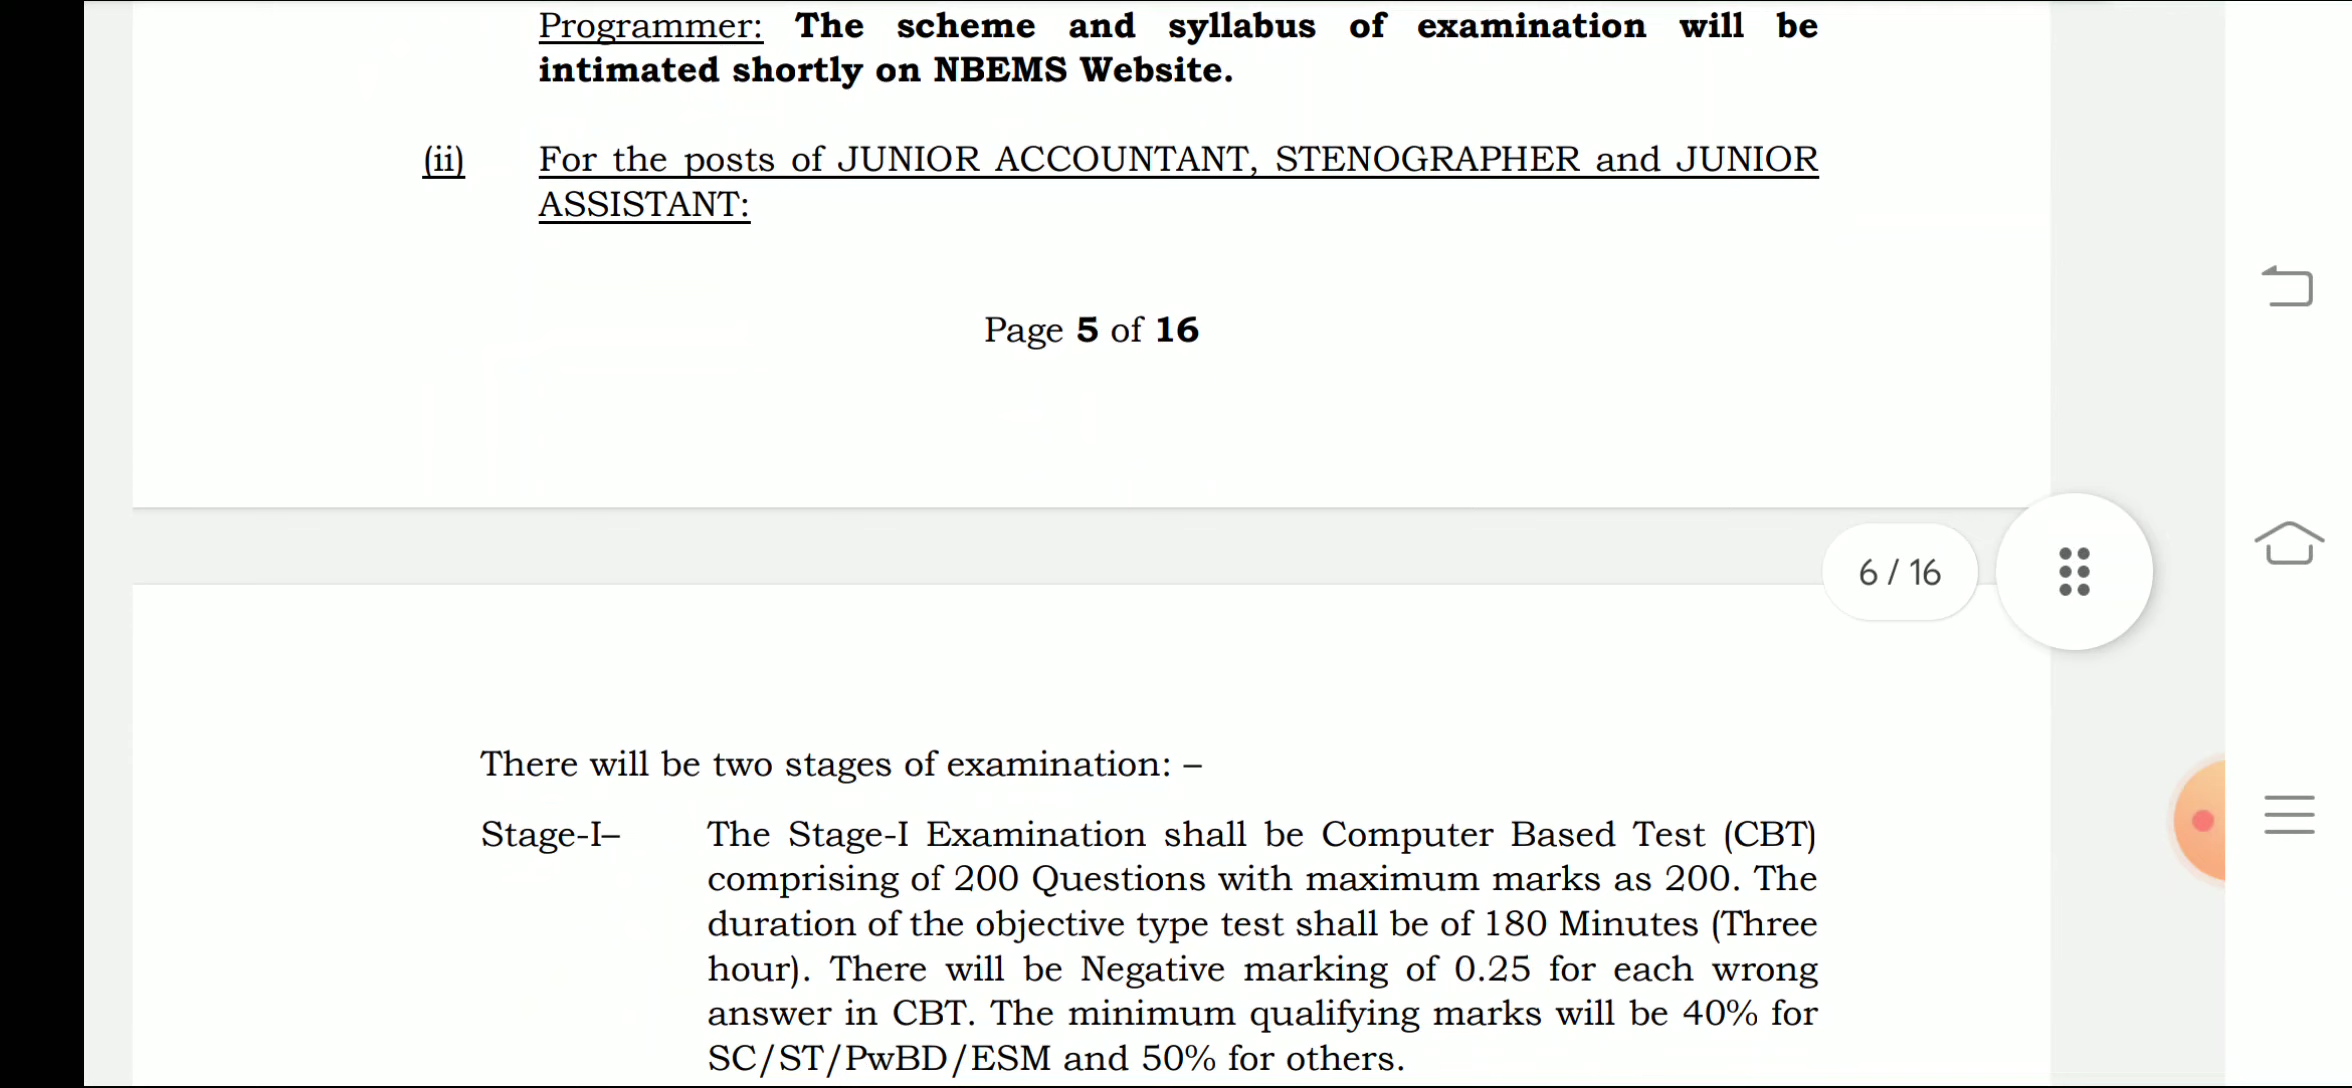 Programmer: The scheme and syllabus of examination will be
intimated shortly on NBEMS Website.
(ii) For the posts of JUNIOR ACCOUNTANT, STENOGRAPHER and JUNIOR
ASSISTANT:
Page 5 of 16
6 / 16
There will be two stages of examination: –
Stage-I– The Stage-I Examination shall be Computer Based Test (CBT)
comprising of 200 Questions with maximum marks as 200. The
duration of the objective type test shall be of 180 Minutes (Three
hour). There will be Negative marking of 0.25 for each wrong
answer in CBT. The minimum qualifying marks will be 40% for
SC/ST/PwBD/ESM and 50% for others.